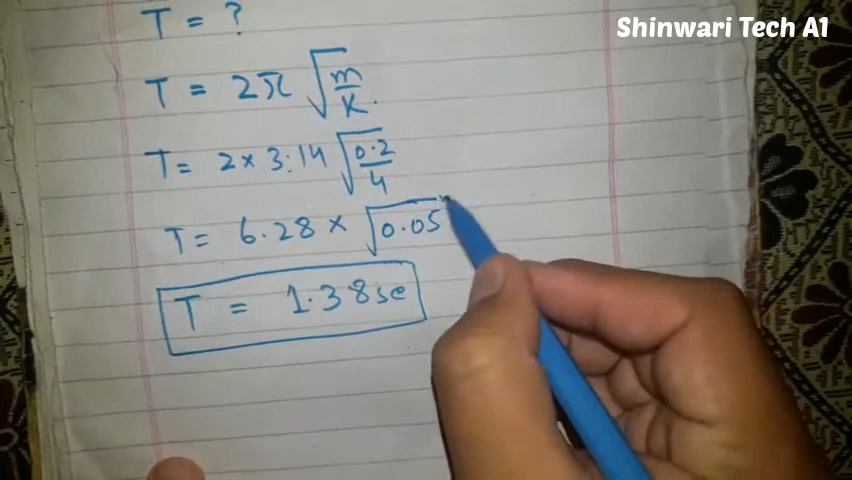 Shinwari Tech A1
T = ?
T = 2π √(m/K).
T = 2 × 3.14 √(0.2/4)
T = 6.28 × √0.05
T = 1.38se